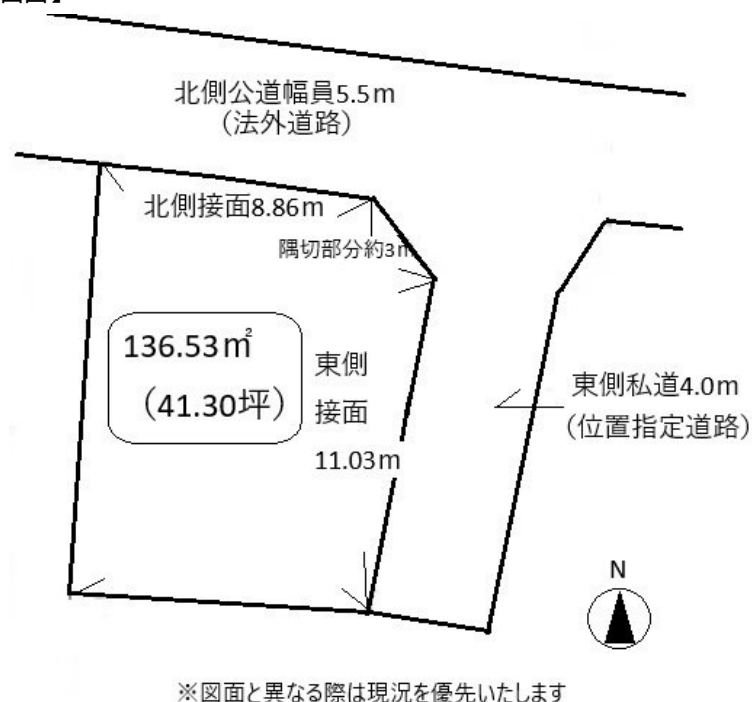 北側公道幅員5.5m
（法外道路）
北側接面8.86m
隅切部分約3m
136.53㎡
（41.30坪）
東側
接面
11.03m
東側私道4.0m
（位置指定道路）
N
※図面と異なる際は現況を優先いたします